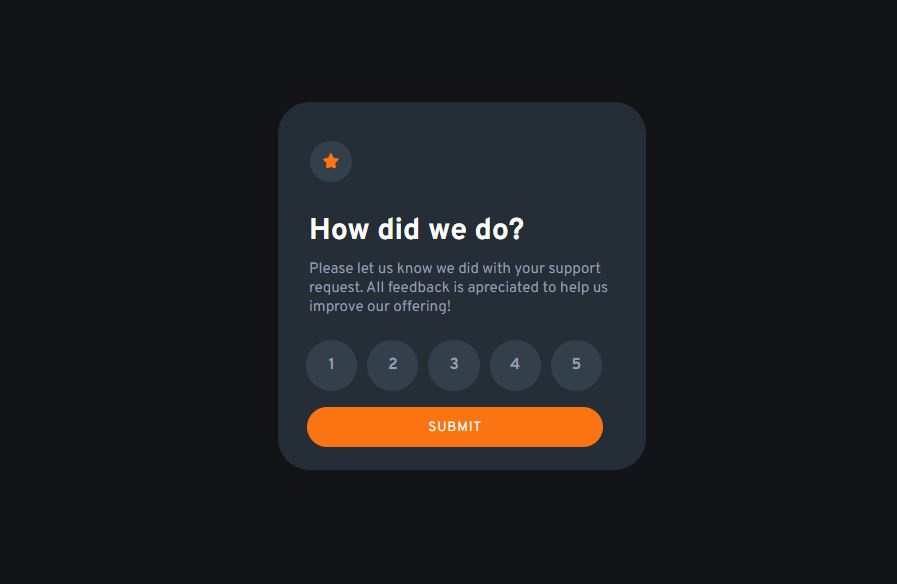 How did we do?
Please let us know we did with your support
request. All feedback is apreciated to help us
improve our offering!
1 2 3 4 5
SUBMIT